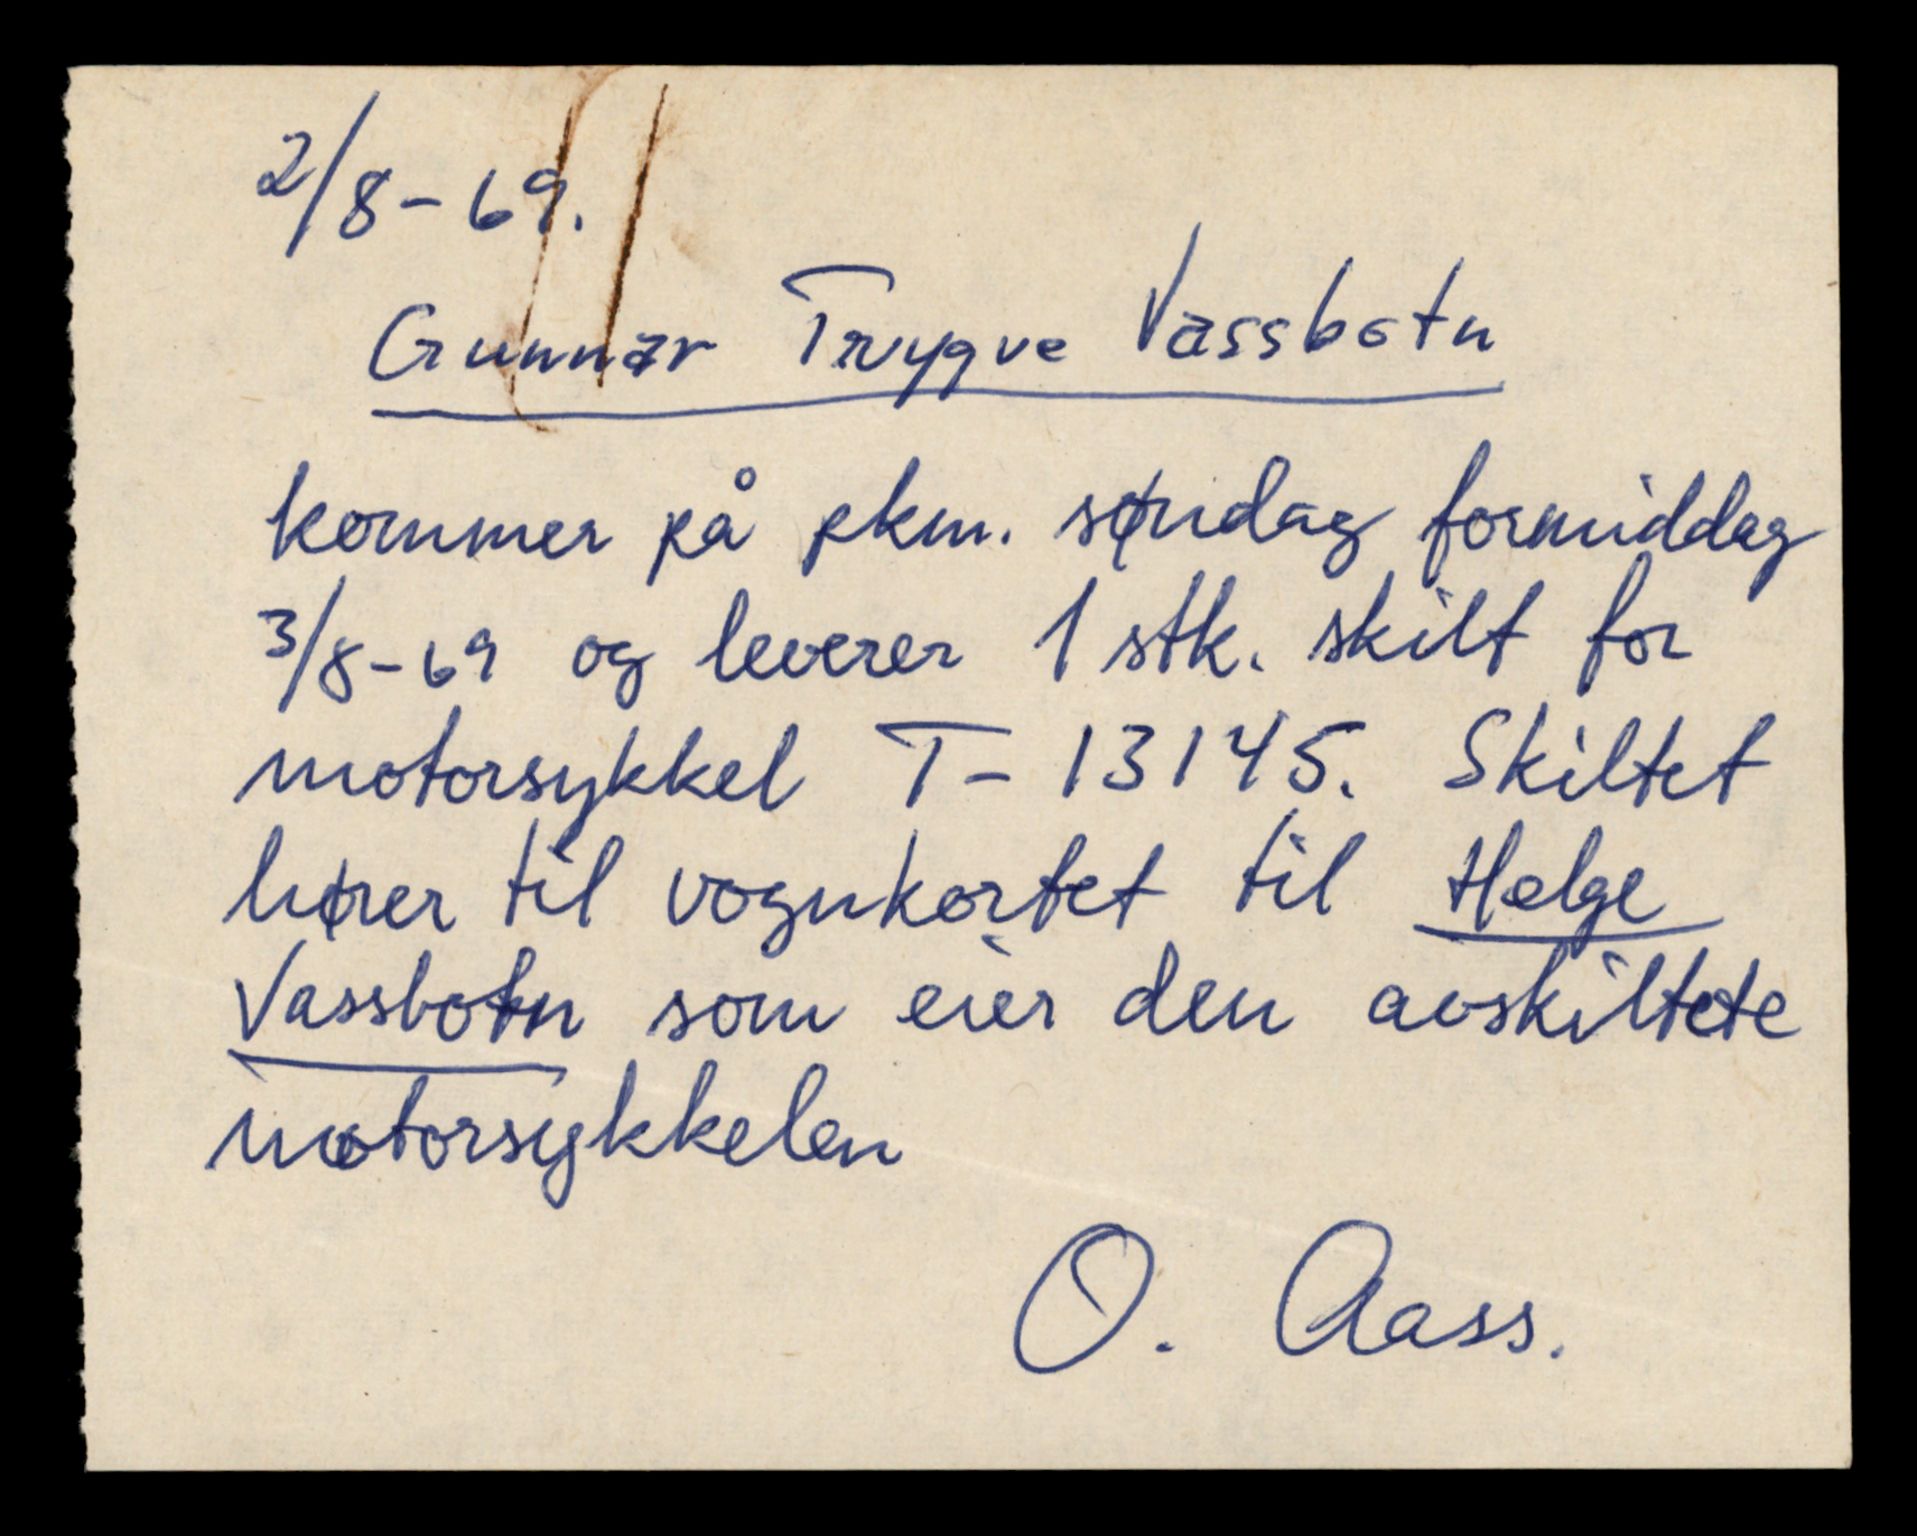 2/8-69.
Gunnar Trygve Vassbotn
kommer på pkm. søndag formiddag
3/8-69 og leverer 1 stk. skilt for
motorsykkel T-13145. Skiltet
hører til vognkortet til Helge
Vassbotn som eier den avskiltete
motorsykkelen
O. Aass.